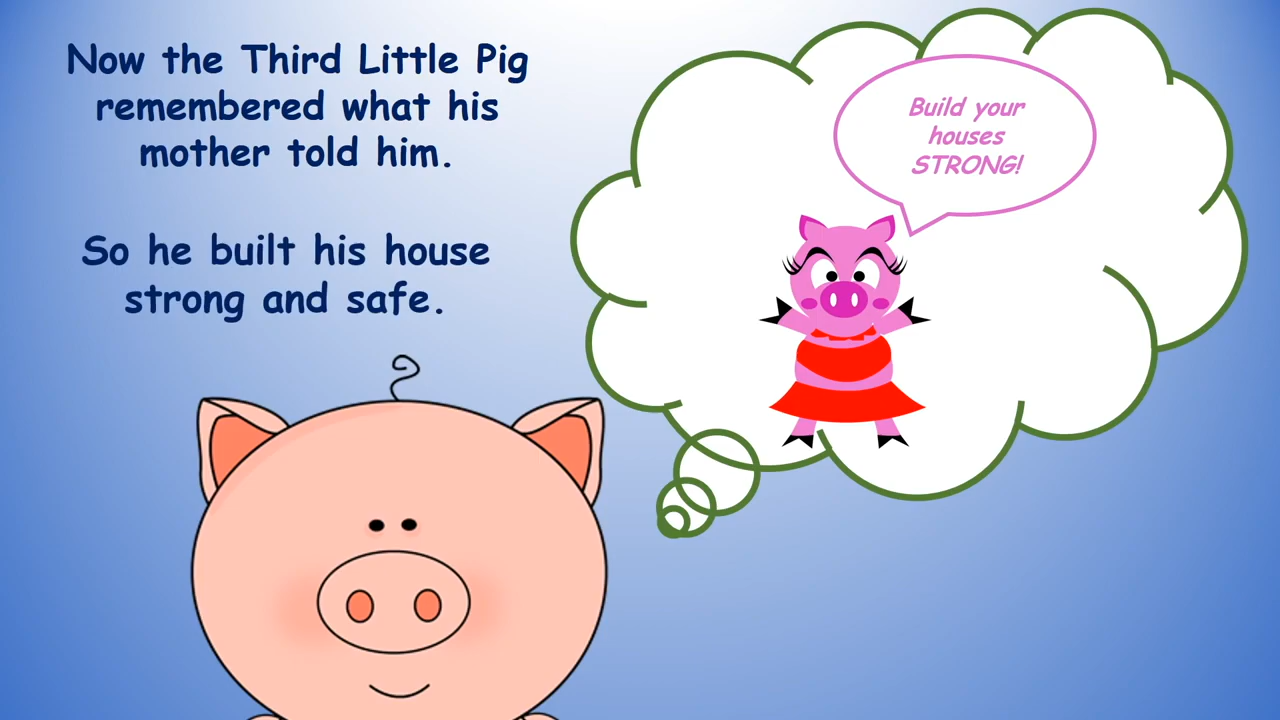 Now the Third Little Pig
remembered what his
mother told him.
So he built his house
strong and safe.
Build your
houses
STRONG!